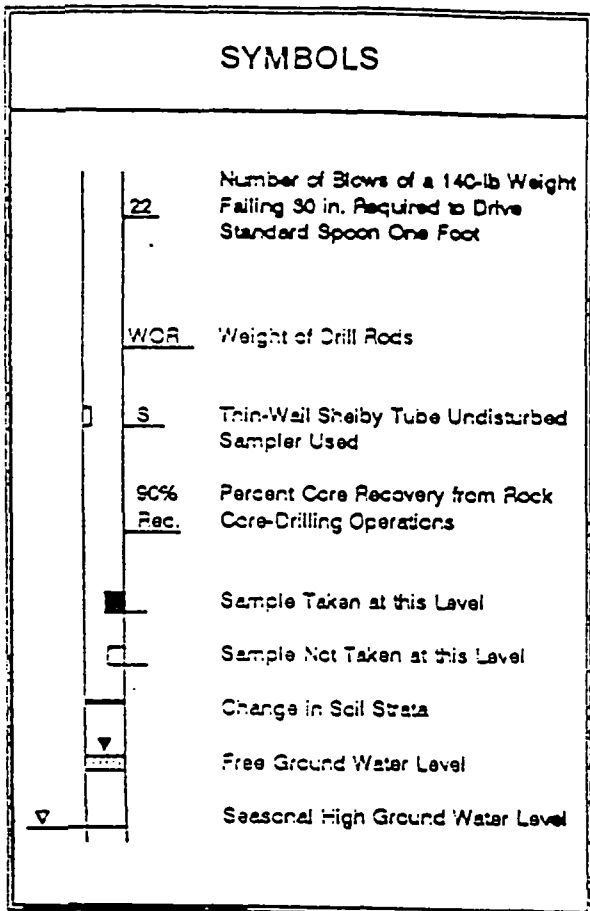 SYMBOLS
22
Number of Blows of a 140-lb Weight
Falling 30 in. Required to Drive
Standard Spoon One Foot
WOR
Weight of Drill Rods
S
Thin-Wall Shelby Tube Undisturbed
Sampler Used
90%
Rec.
Percent Core Recovery from Rock
Core-Drilling Operations
Sample Taken at this Level
Sample Not Taken at this Level
Change in Soil Strata
Free Ground Water Level
Seasonal High Ground Water Level